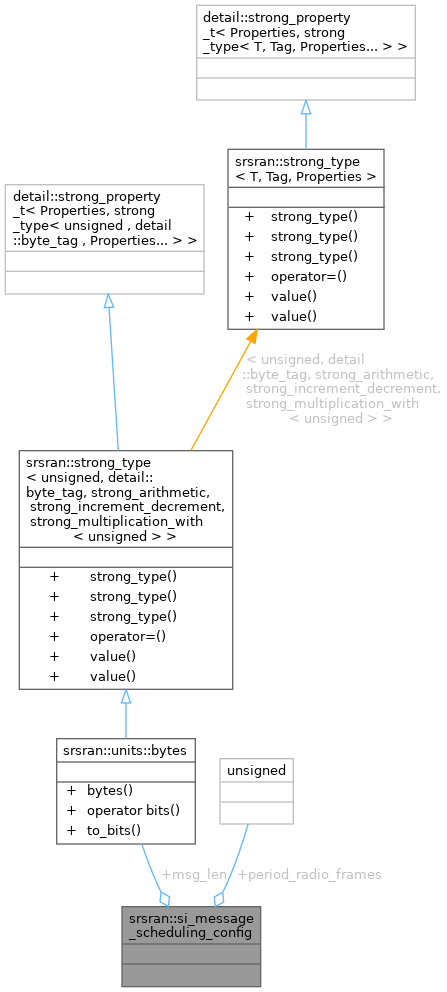 detail::strong_property
_t< Properties, strong
_type< T, Tag, Properties... > >
srsran::strong_type
< T, Tag, Properties >
+ strong_type()
+ strong_type()
+ strong_type()
+ operator=()
+ value()
+ value()
detail::strong_property
_t< Properties, strong
_type< unsigned , detail
::byte_tag , Properties... > >
< unsigned, detail
::byte_tag, strong_arithmetic,
strong_increment_decrement,
strong_multiplication_with
< unsigned > >
srsran::strong_type
< unsigned, detail::
byte_tag, strong_arithmetic,
strong_increment_decrement,
strong_multiplication_with
< unsigned > >
+ strong_type()
+ strong_type()
+ strong_type()
+ operator=()
+ value()
+ value()
srsran::units::bytes
+ bytes()
+ operator bits()
+ to_bits()
unsigned
+msg_len
+period_radio_frames
srsran::si_message
_scheduling_config